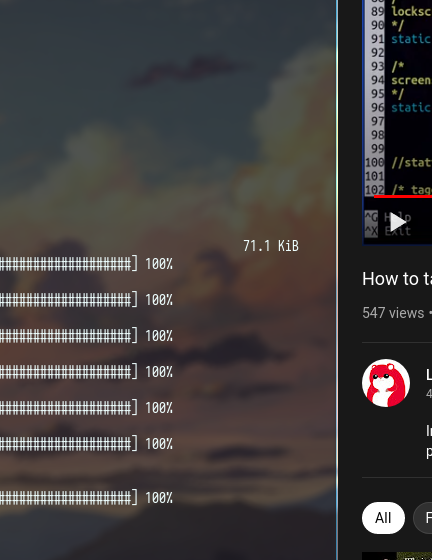 71.1 KiB
##################] 100%
##################] 100%
##################] 100%
##################] 100%
##################] 100%
##################] 100%
##################] 100%
89 locksc
90 */
91 static
92
93 /*
94 screen
95 */
96 static
97
98
99
100 //stat
101
102 /* tag
^G Help
^X Exit
How to ta
547 views •
L
4
I
p
All
F